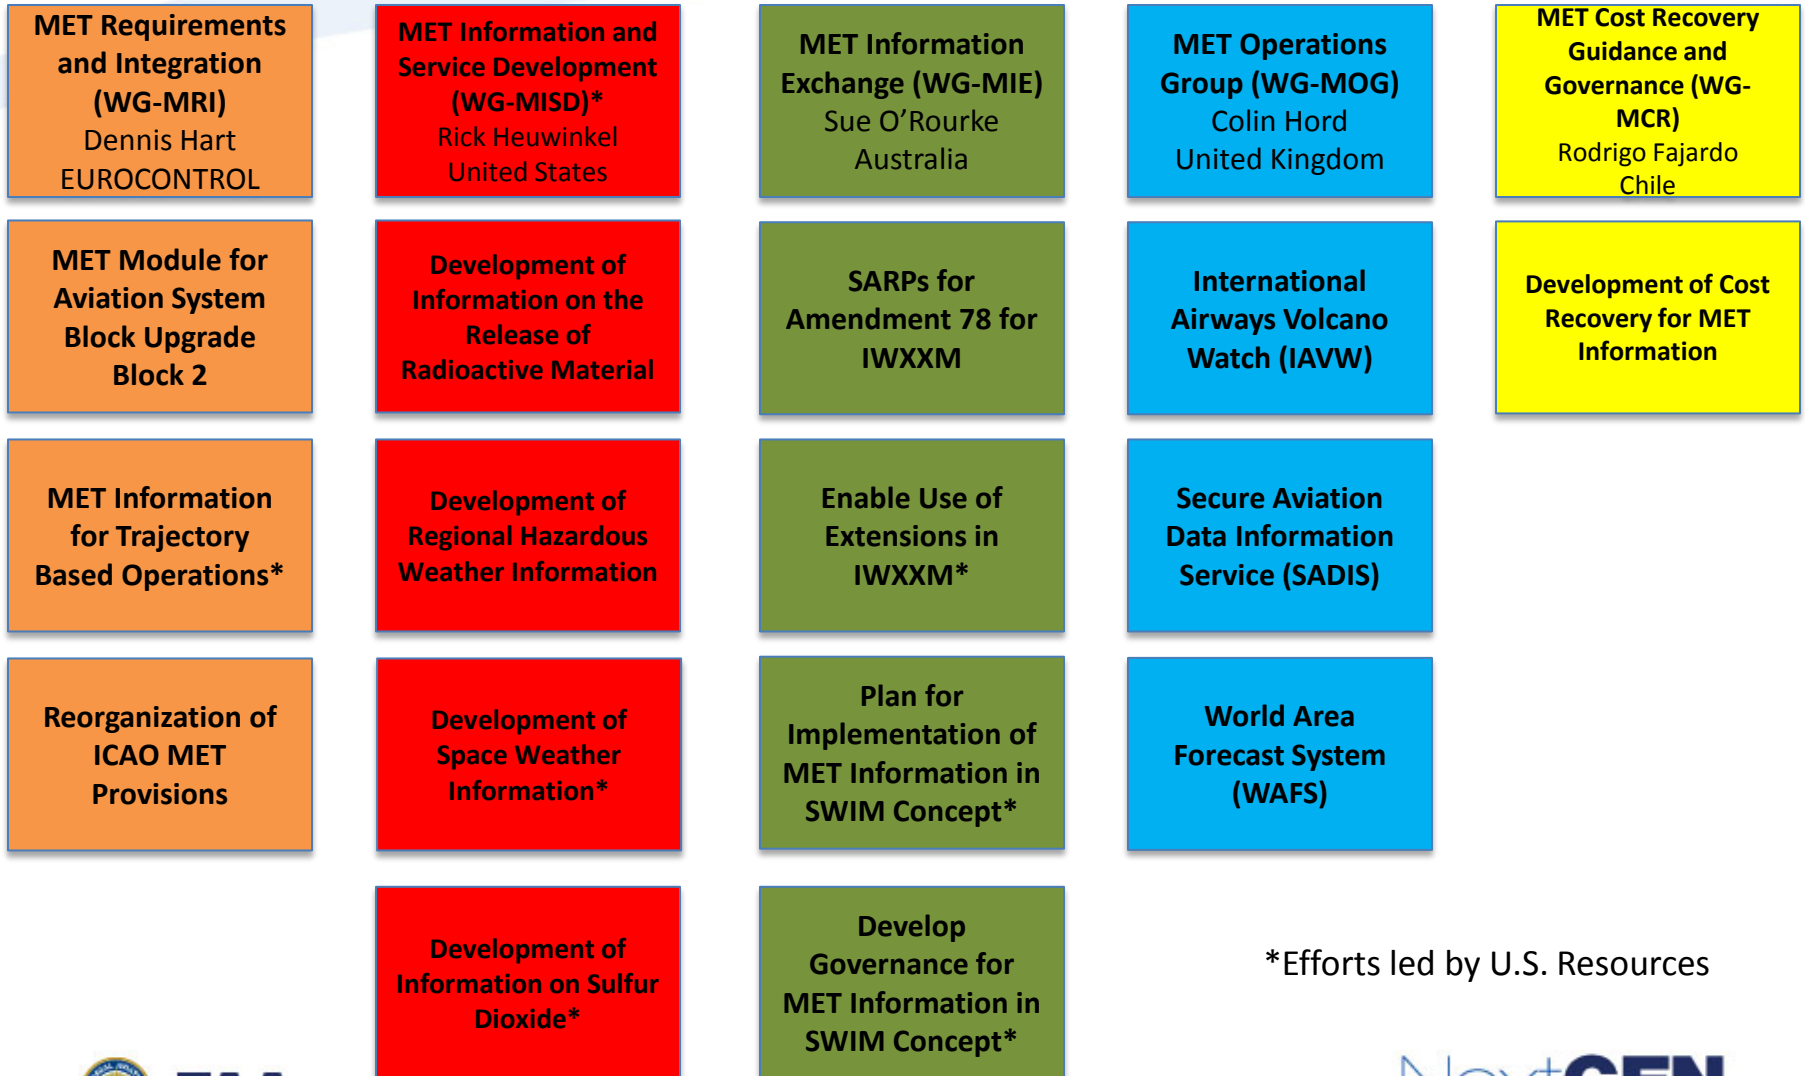 MET Requirements
and Integration
(WG-MRI)
Dennis Hart
EUROCONTROL
MET Information and
Service Development
(WG-MISD)*
Rick Heuwinkel
United States
MET Information
Exchange (WG-MIE)
Sue O’Rourke
Australia
MET Operations
Group (WG-MOG)
Colin Hord
United Kingdom
MET Cost Recovery
Guidance and
Governance (WG-
MCR)
Rodrigo Fajardo
Chile
MET Module for
Aviation System
Block Upgrade
Block 2
Development of
Information on the
Release of
Radioactive Material
SARPs for
Amendment 78 for
IWXXM
International
Airways Volcano
Watch (IAVW)
Development of Cost
Recovery for MET
Information
MET Information
for Trajectory
Based Operations*
Development of
Regional Hazardous
Weather Information
Enable Use of
Extensions in
IWXXM*
Secure Aviation
Data Information
Service (SADIS)
Reorganization of
ICAO MET
Provisions
Development of
Space Weather
Information*
Plan for
Implementation of
MET Information in
SWIM Concept*
World Area
Forecast System
(WAFS)
Development of
Information on Sulfur
Dioxide*
Develop
Governance for
MET Information in
SWIM Concept*
*Efforts led by U.S. Resources
NextGEN